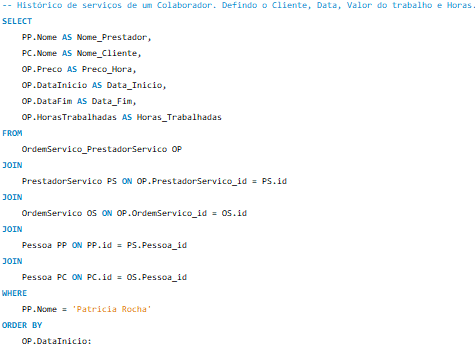 -- Histórico de serviços de um Colaborador. Defindo o Cliente, Data, Valor do trabalho e Horas.
SELECT
PP.Nome AS Nome_Prestador,
PC.Nome AS Nome_Cliente,
OP.Preco AS Preco_Hora,
OP.DataInicio AS Data_Inicio,
OP.DataFim AS Data_Fim,
OP.HorasTrabalhadas AS Horas_Trabalhadas
FROM
OrdemServico_PrestadorServico OP
JOIN
PrestadorServico PS ON OP.PrestadorServico_id = PS.id
JOIN
OrdemServico OS ON OP.OrdemServico_id = OS.id
JOIN
Pessoa PP ON PP.id = PS.Pessoa_id
JOIN
Pessoa PC ON PC.id = OS.Pessoa_id
WHERE
PP.Nome = 'Patricia Rocha'
ORDER BY
OP.DataInicio;